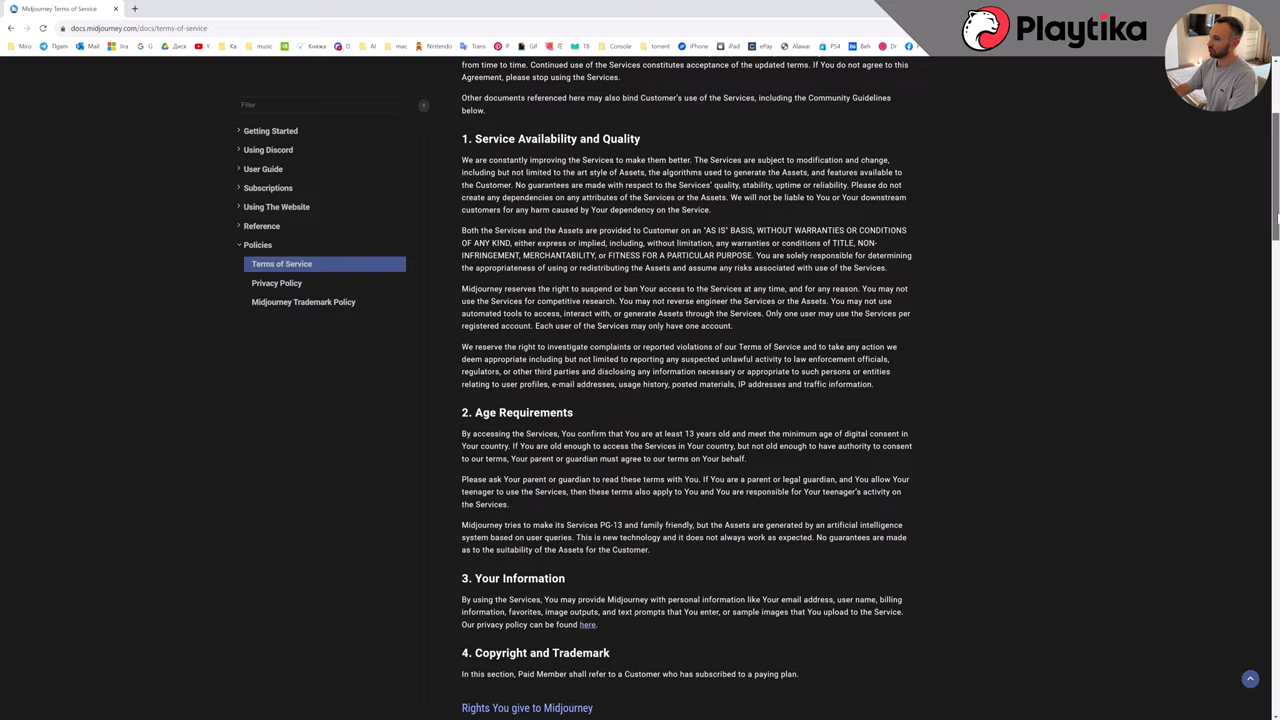 Midjourney Terms of Service
docs.midjourney.com/docs/terms-of-service
Miro
Mail
Jira
G
Диск
Y
Кв
music
Княжа
D
AI
mac
Nintendo
Trans
P
Gif
TB
Console
torrent
iPhone
iPad
ePay
Alawar
PS4
Beh
Dr
Playtika
from time to time. Continued use of the Services constitutes acceptance of the updated terms. If You do not agree to this
Agreement, please stop using the Services.
Other documents referenced here may also bind Customer's use of the Services, including the Community Guidelines
below.
Filter
Getting Started
Using Discord
User Guide
Subscriptions
Using The Website
Reference
Policies
Terms of Service
Privacy Policy
Midjourney Trademark Policy
1. Service Availability and Quality
We are constantly improving the Services to make them better. The Services are subject to modification and change,
including but not limited to the art style of Assets, the algorithms used to generate the Assets, and features available to
the Customer. No guarantees are made with respect to the Services' quality, stability, uptime or reliability. Please do not
create any dependencies on any attributes of the Services or the Assets. We will not be liable to You or Your downstream
customers for any harm caused by Your dependency on the Service.
Both the Services and the Assets are provided to Customer on an "AS IS" BASIS, WITHOUT WARRANTIES OR CONDITIONS
OF ANY KIND, either express or implied, including, without limitation, any warranties or conditions of TITLE, NON-
INFRINGEMENT, MERCHANTABILITY, or FITNESS FOR A PARTICULAR PURPOSE. You are solely responsible for determining
the appropriateness of using or redistributing the Assets and assume any risks associated with use of the Services.
Midjourney reserves the right to suspend or ban Your access to the Services at any time, and for any reason. You may not
use the Services for competitive research. You may not reverse engineer the Services or the Assets. You may not use
automated tools to access, interact with, or generate Assets through the Services. Only one user may use the Services per
registered account. Each user of the Services may only have one account.
We reserve the right to investigate complaints or reported violations of our Terms of Service and to take any action we
deem appropriate including but not limited to reporting any suspected unlawful activity to law enforcement officials,
regulators, or other third parties and disclosing any information necessary or appropriate to such persons or entities
relating to user profiles, e-mail addresses, usage history, posted materials, IP addresses and traffic information.
2. Age Requirements
By accessing the Services, You confirm that You are at least 13 years old and meet the minimum age of digital consent in
Your country. If You are old enough to access the Services in Your country, but not old enough to have authority to consent
to our terms, Your parent or guardian must agree to our terms on Your behalf.
Please ask Your parent or guardian to read these terms with You. If You are a parent or legal guardian, and You allow Your
teenager to use the Services, then these terms also apply to You and You are responsible for Your teenager's activity on
the Services.
Midjourney tries to make its Services PG-13 and family friendly, but the Assets are generated by an artificial intelligence
system based on user queries. This is new technology and it does not always work as expected. No guarantees are made
as to the suitability of the Assets for the Customer.
3. Your Information
By using the Services, You may provide Midjourney with personal information like Your email address, user name, billing
information, favorites, image outputs, and text prompts that You enter, or sample images that You upload to the Service.
Our privacy policy can be found here.
4. Copyright and Trademark
In this section, Paid Member shall refer to a Customer who has subscribed to a paying plan.
Rights You give to Midjourney